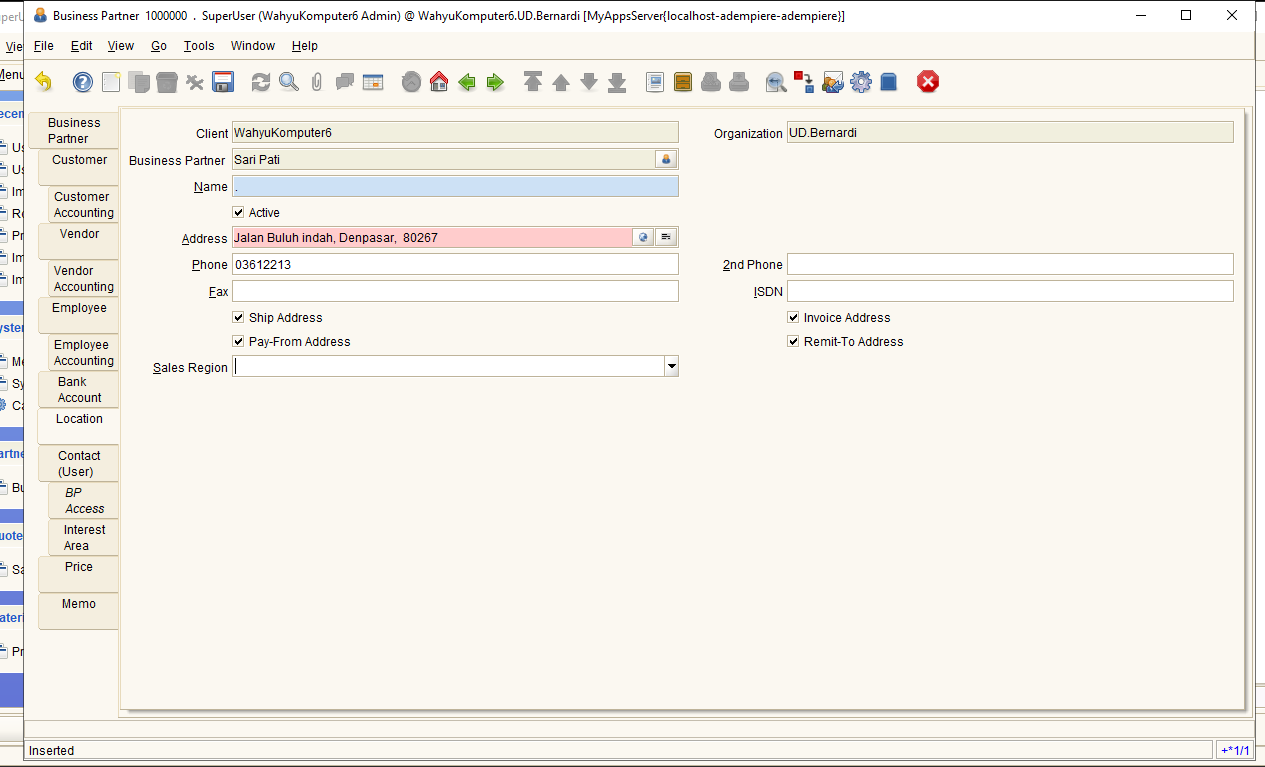 Business Partner 1000000 . SuperUser (WahyuKomputer6 Admin) @ WahyuKomputer6.UD.Bernardi [MyAppsServer{localhost-adempiere-adempiere}]
File Edit View Go Tools Window Help
Business
Partner
Customer
Customer
Accounting
Vendor
Vendor
Accounting
Employee
Employee
Accounting
Bank
Account
Location
Contact
(User)
BP
Access
Interest
Area
Price
Memo
Client WahyuKomputer6 Organization UD.Bernardi
Business Partner Sari Pati
Name .
Active
Address Jalan Buluh indah, Denpasar, 80267
Phone 03612213 2nd Phone
Fax ISDN
Ship Address Invoice Address
Pay-From Address Remit-To Address
Sales Region
Inserted +*1/1